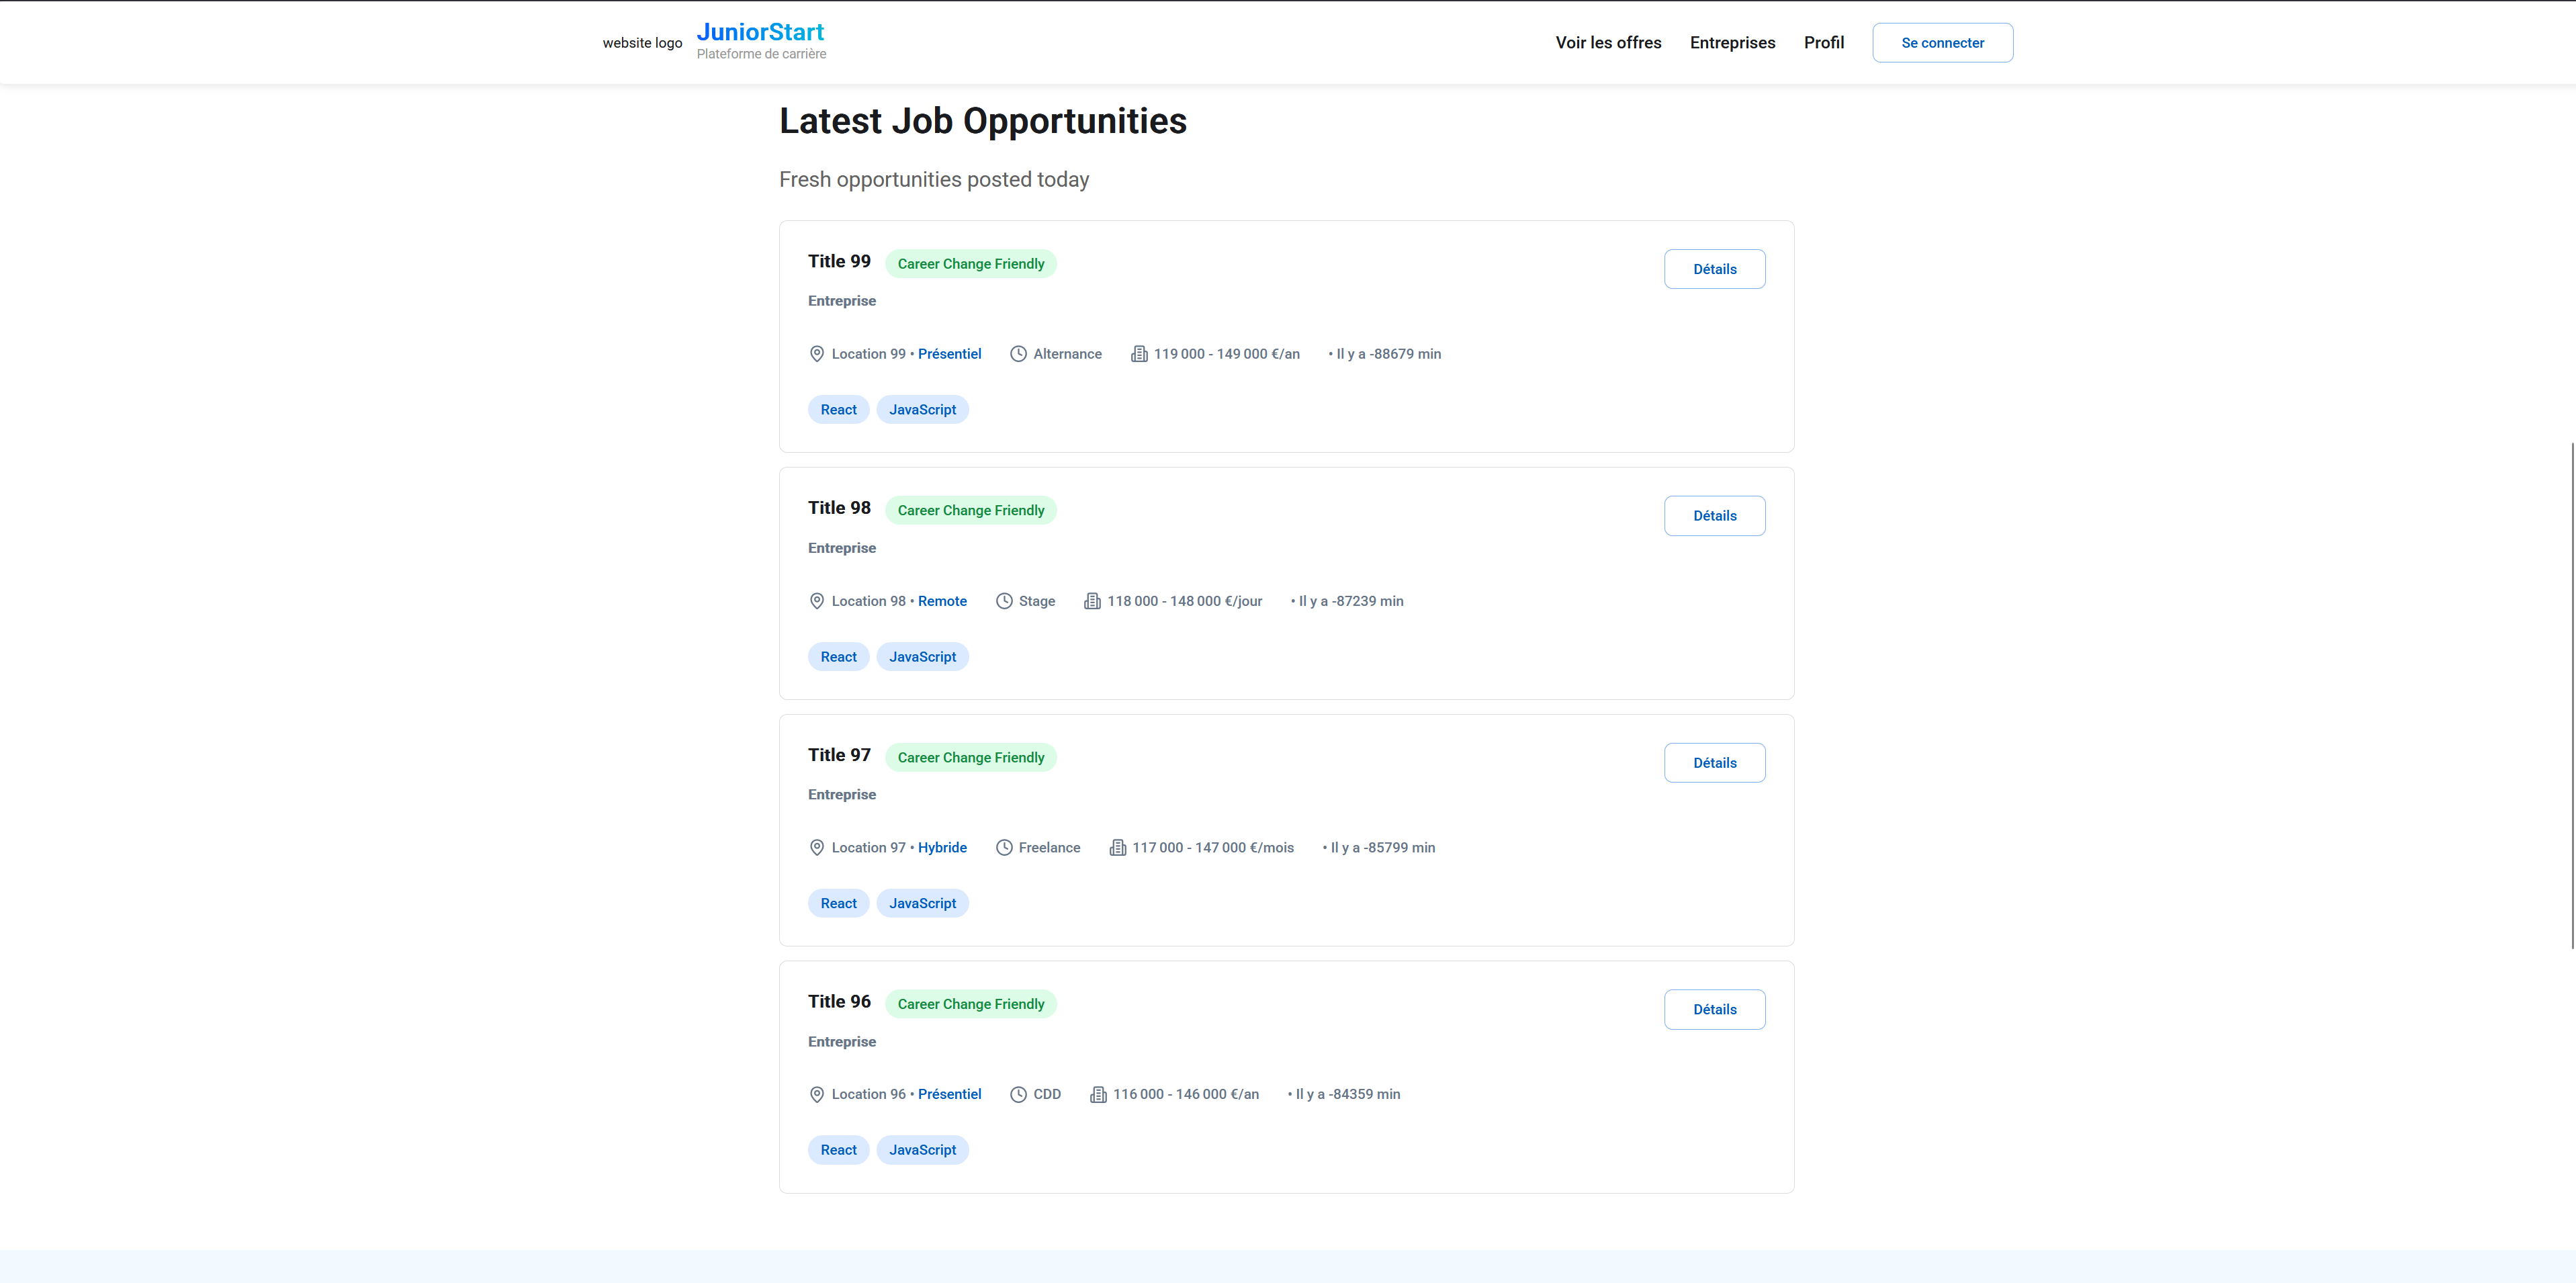 website logo JuniorStart
Plateforme de carrière
Voir les offres Entreprises Profil Se connecter
Latest Job Opportunities
Fresh opportunities posted today
Title 99 Career Change Friendly Détails
Entreprise
Location 99 • Présentiel Alternance 119 000 - 149 000 €/an • Il y a -88679 min
React JavaScript
Title 98 Career Change Friendly Détails
Entreprise
Location 98 • Remote Stage 118 000 - 148 000 €/jour • Il y a -87239 min
React JavaScript
Title 97 Career Change Friendly Détails
Entreprise
Location 97 • Hybride Freelance 117 000 - 147 000 €/mois • Il y a -85799 min
React JavaScript
Title 96 Career Change Friendly Détails
Entreprise
Location 96 • Présentiel CDD 116 000 - 146 000 €/an • Il y a -84359 min
React JavaScript